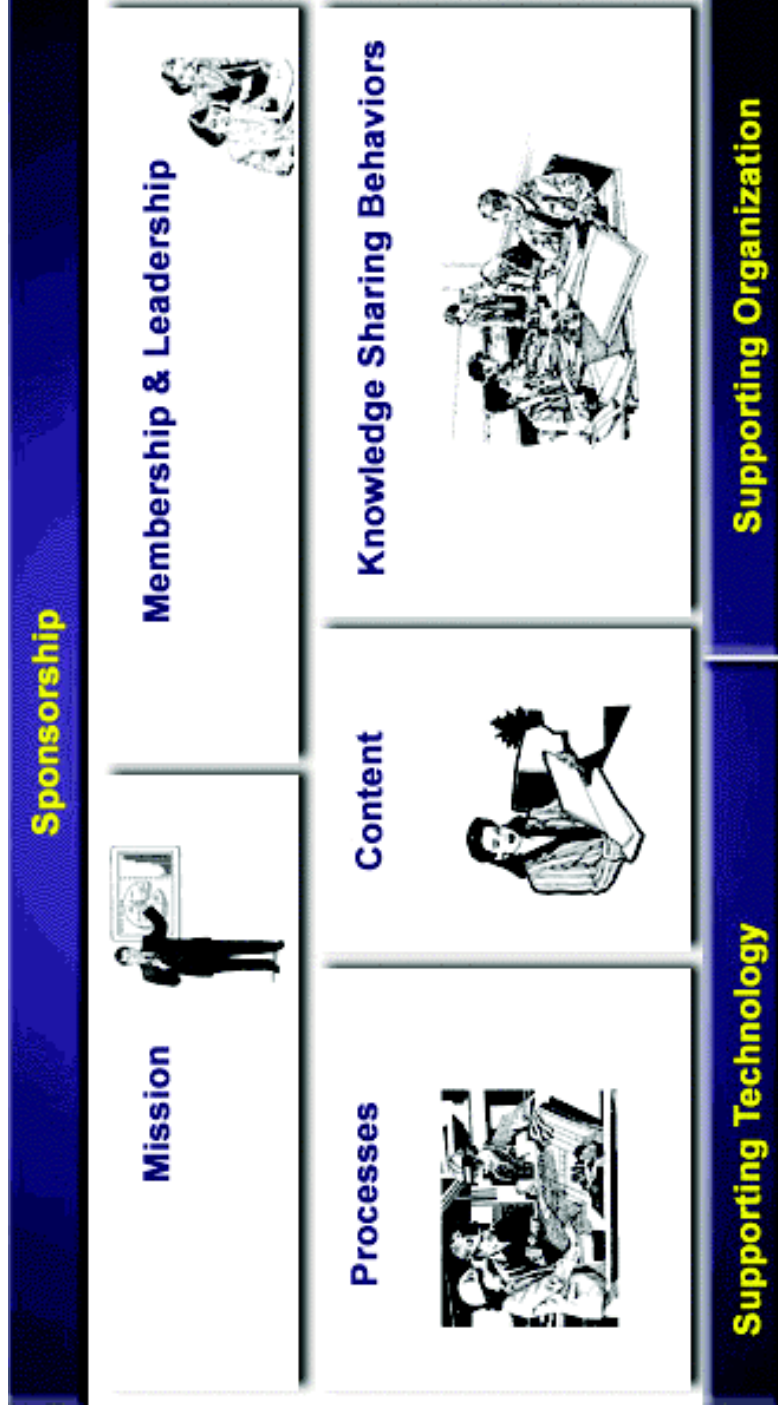 Sponsorship
Mission
Membership & Leadership
Processes
Content
Knowledge Sharing Behaviors
Supporting Technology
Supporting Organization